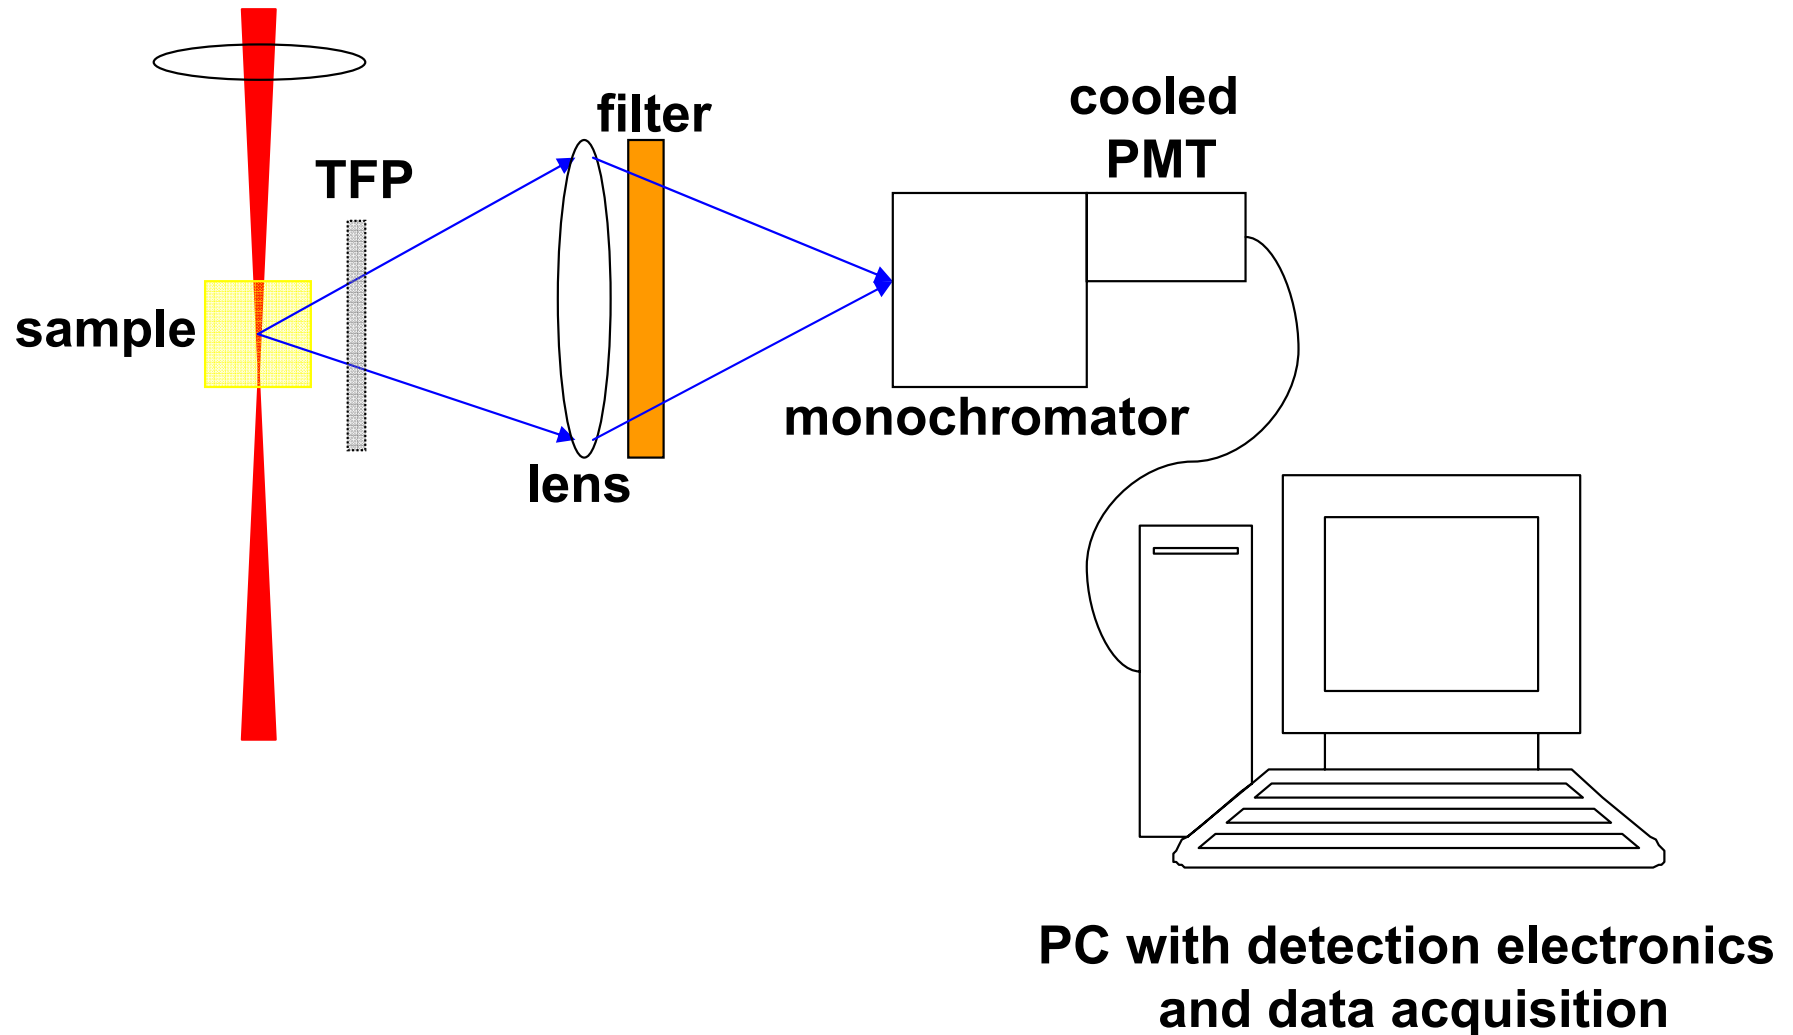 cooled
PMT
filter
TFP
sample
lens
monochromator
PC with detection electronics
and data acquisition